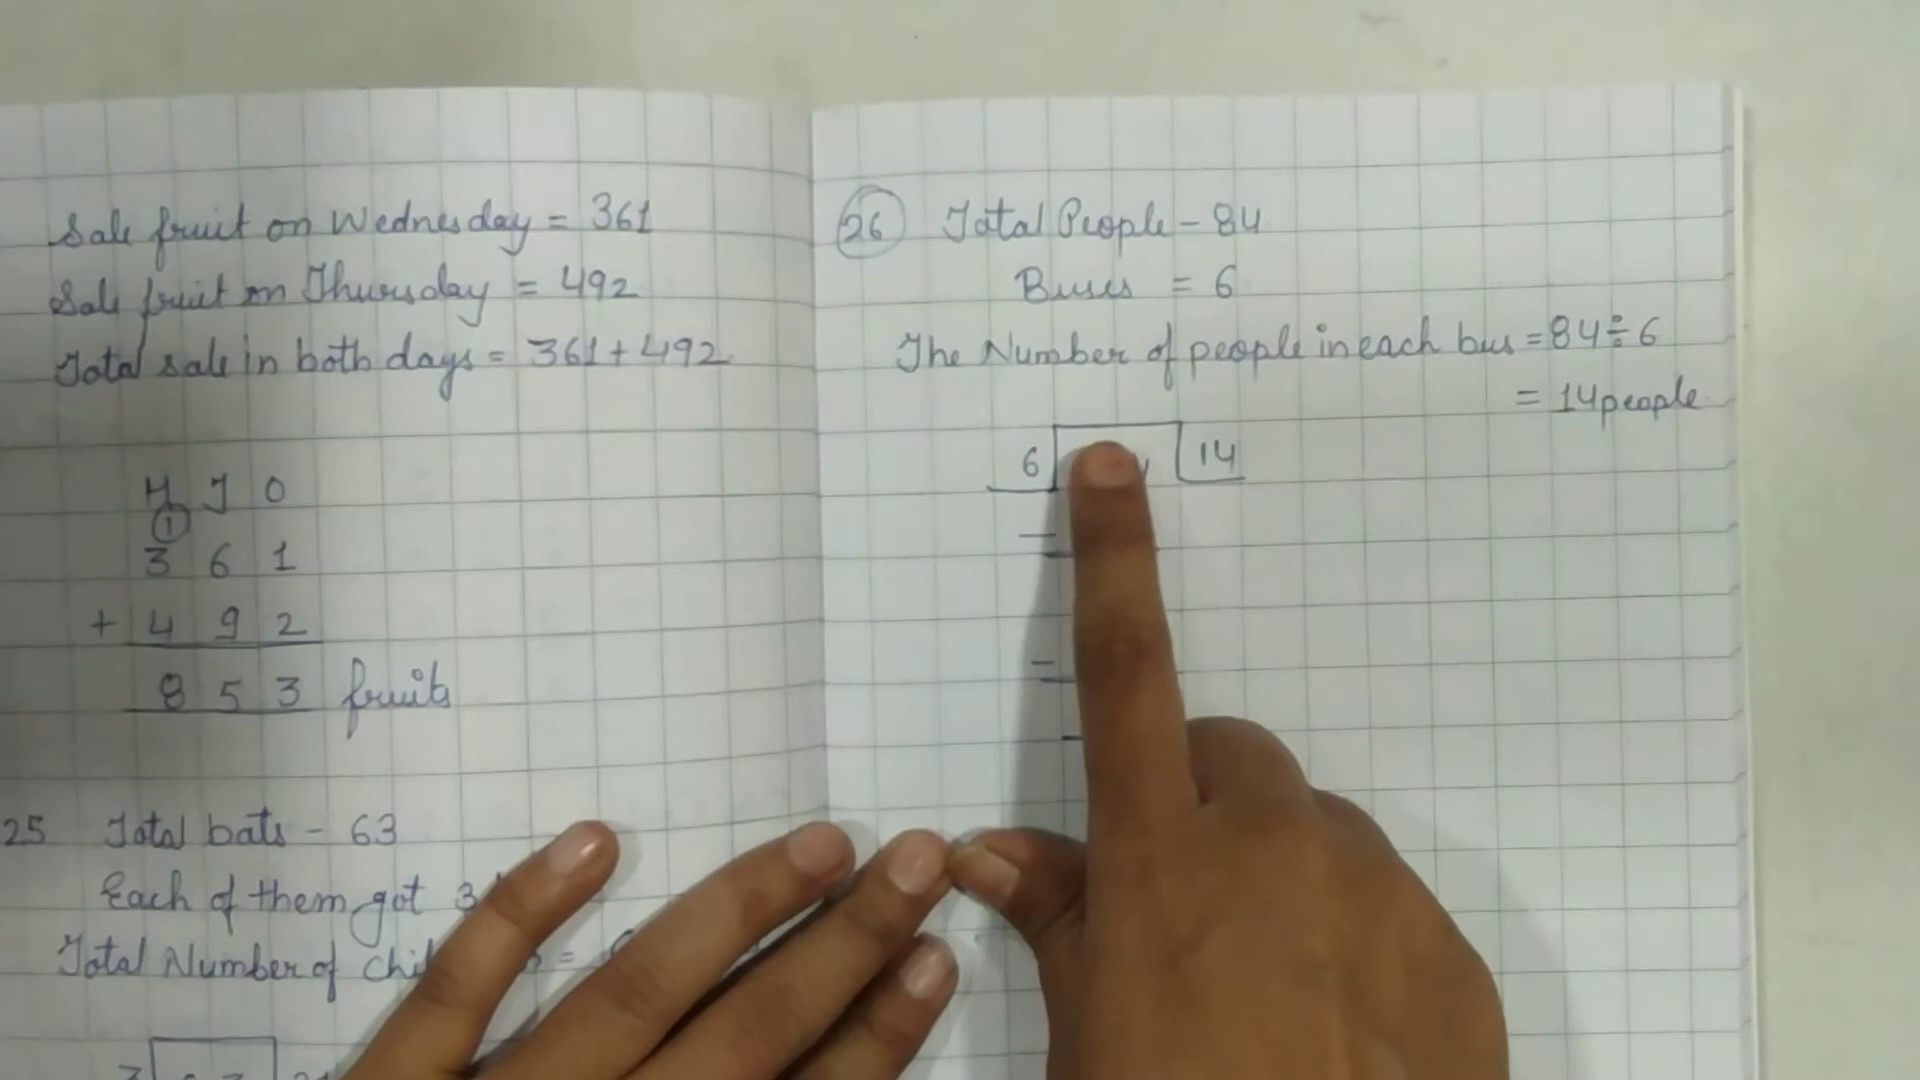 Sale fruit on Wednesday = 361
Sale fruit on Thursday = 492
Total sale in both days = 361 + 492
H T O
1
3 6 1
+ 4 9 2
8 5 3 fruits
25 Total bats - 63
Each of them got 3
Total Number of chil =
26 Total People - 84
Buses = 6
The Number of people in each bus = 84 ÷ 6
= 14 people
6 14